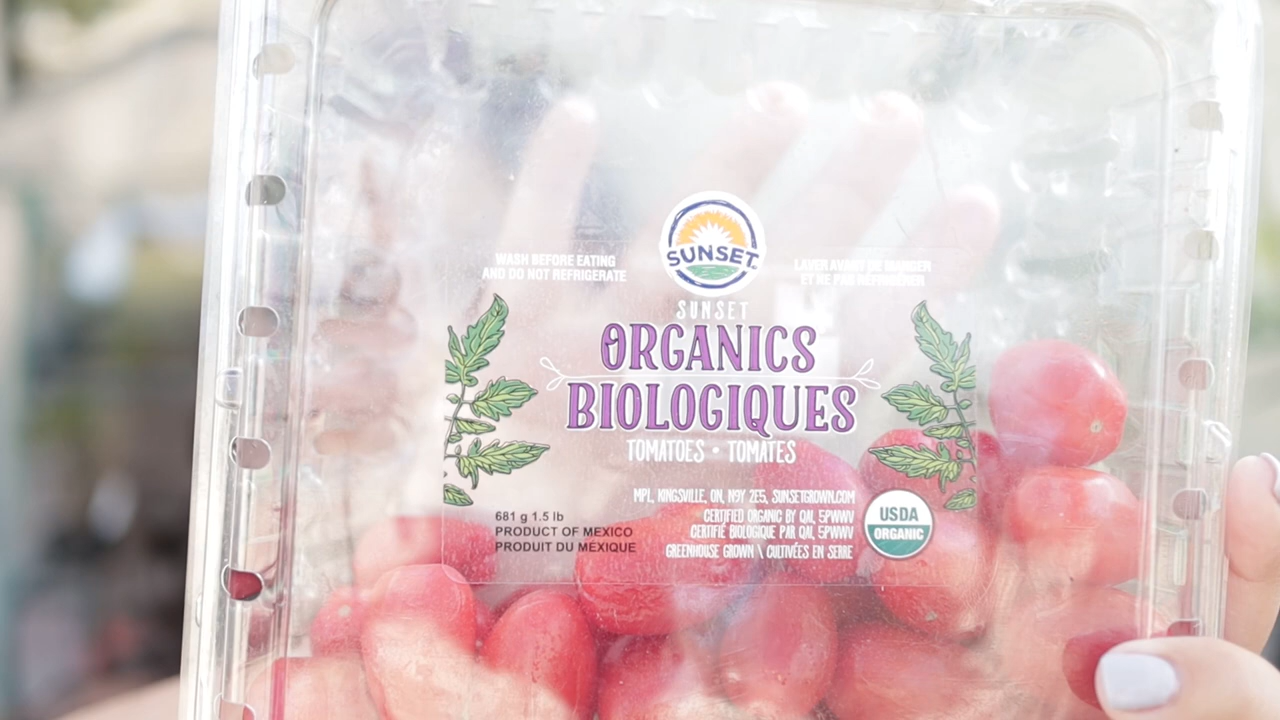 SUNSET
WASH BEFORE EATING
AND DO NOT REFRIGERATE
LAVER AVANT DE MANGER
ET NE PAS RÉFRIGÉRER
SUNSET
ORGANICS
BIOLOGIQUES
TOMATOES • TOMATES
681 g 1.5 lb
PRODUCT OF MEXICO
PRODUIT DU MÉXIQUE
MPL, KINGSVILLE, ON, N9Y 2E5, SUNSETGROWN.COM
CERTIFIED ORGANIC BY QAI, 5PWWV
CERTIFIÉ BIOLOGIQUE PAR QAI, 5PWWV
GREENHOUSE GROWN \ CULTIVÉES EN SERRE
USDA
ORGANIC